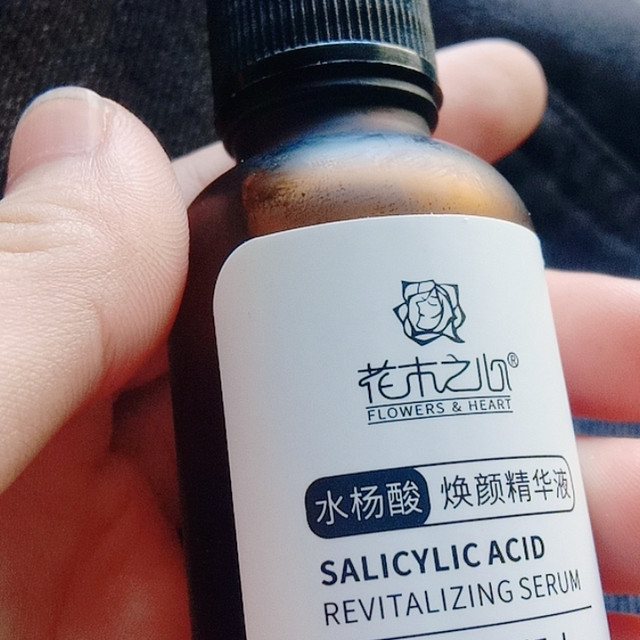 花木之心®
FLOWERS & HEART
水杨酸 焕颜精华液
SALICYLIC ACID
REVITALIZING SERUM